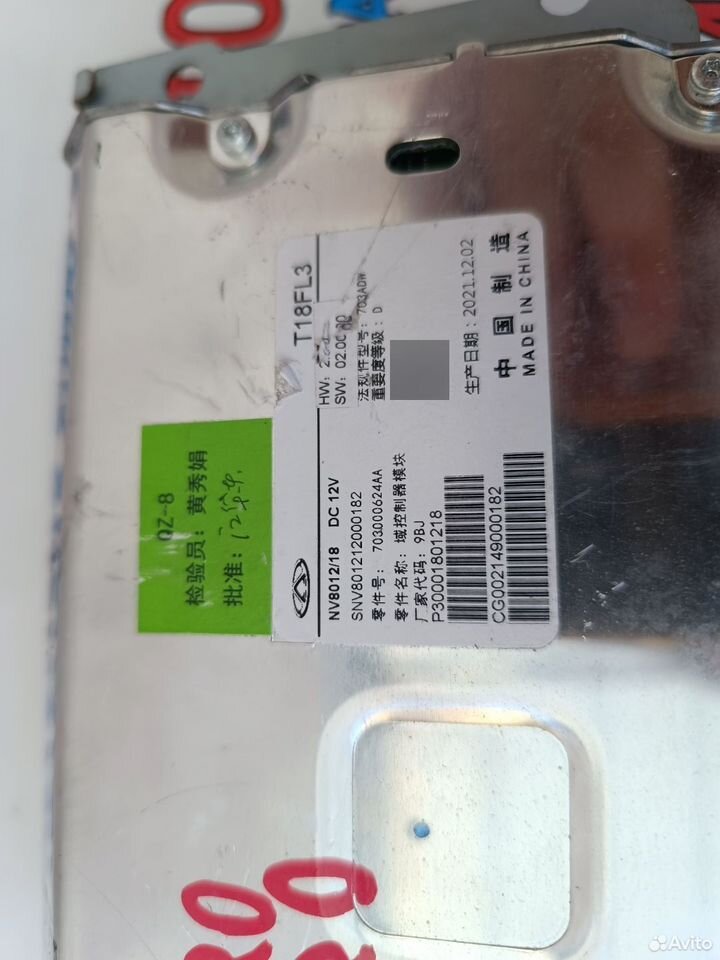 T18FL3
NV8012/18 DC 12V
SNV801212000182
零件号: 703000624AA
零件名称: 域控制器模块
厂家代码: 9BJ
P30001801218
CG002149000182
HW:
SW: 02.00
法规件型号: 703ADW
重要度等级: D
生产日期: 2021.12.02
中国制造
MADE IN CHINA
QZ-8
检验员: 黄秀娟
批准:
Avito